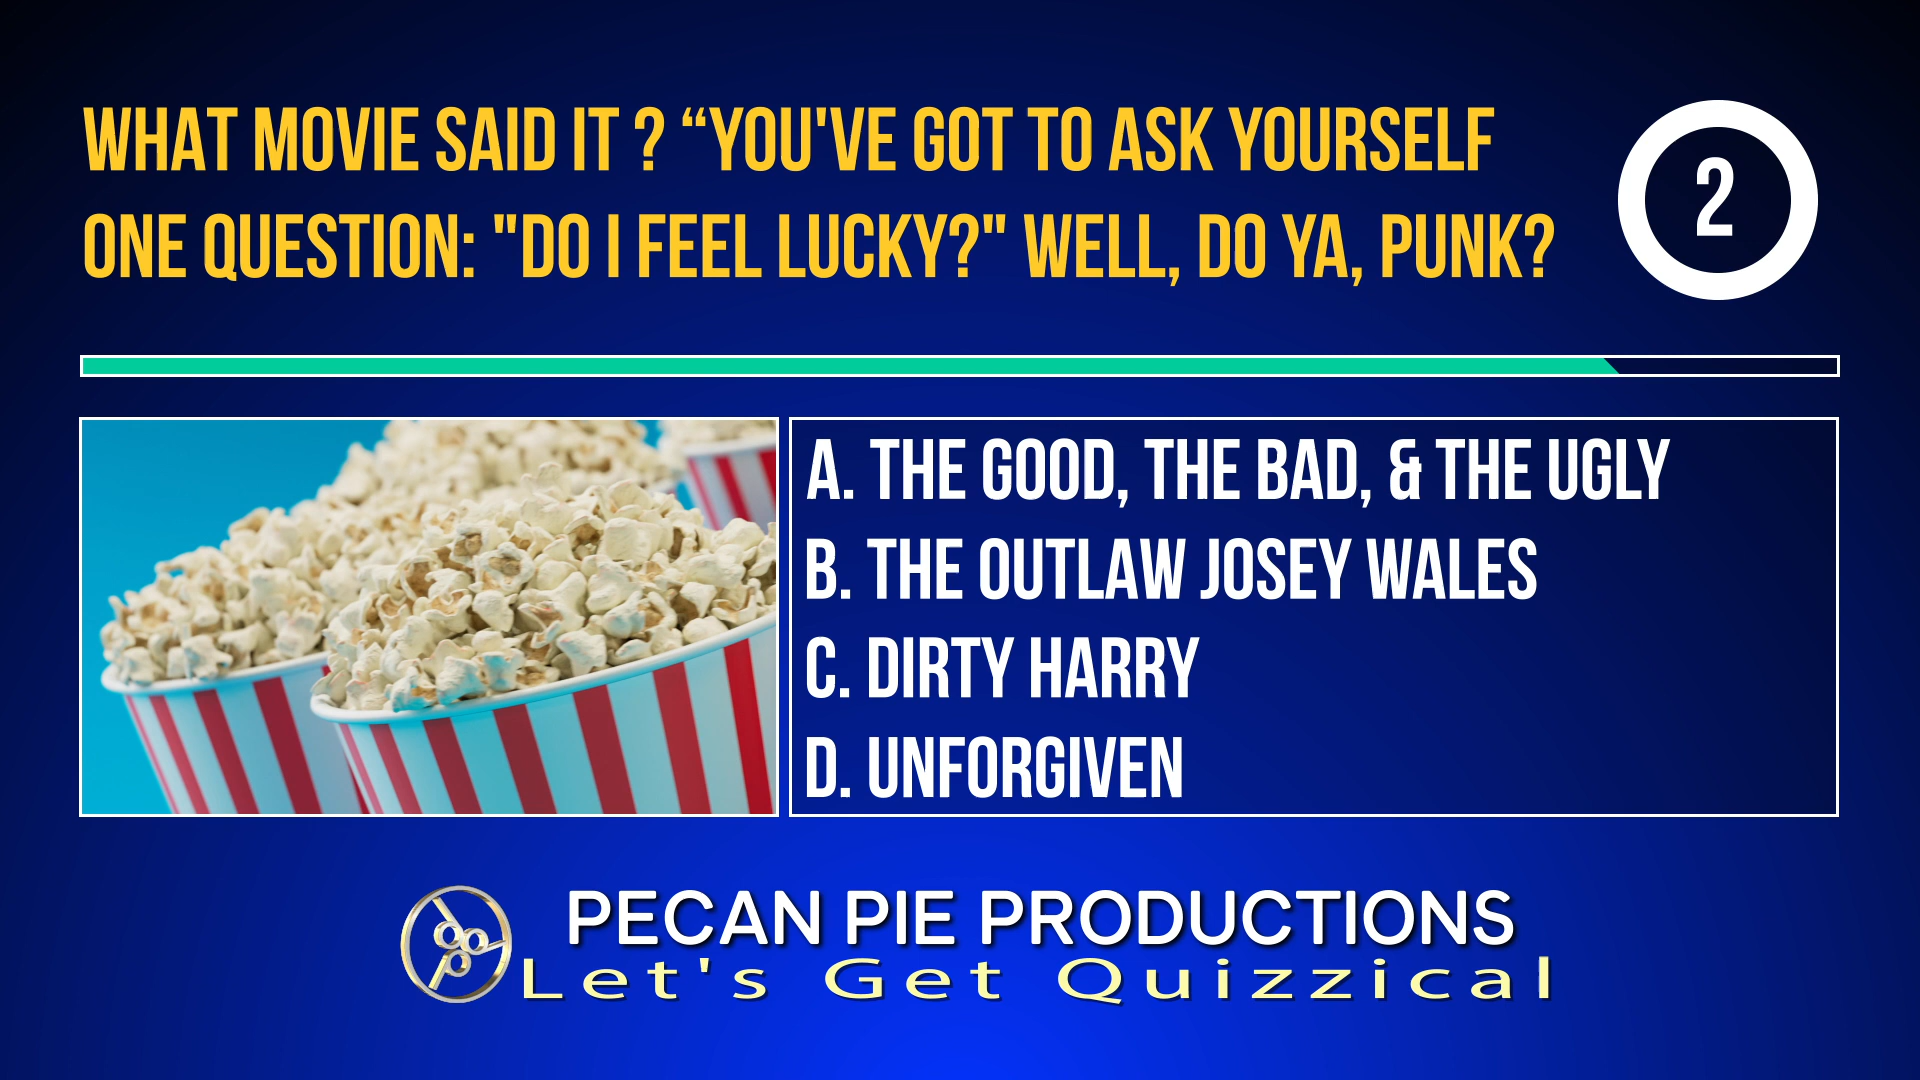 WHAT MOVIE SAID IT ? “YOU'VE GOT TO ASK YOURSELF
ONE QUESTION: "DO I FEEL LUCKY?" WELL, DO YA, PUNK?
2
A. THE GOOD, THE BAD, & THE UGLY
B. THE OUTLAW JOSEY WALES
C. DIRTY HARRY
D. UNFORGIVEN
PECAN PIE PRODUCTIONS
Let's Get Quizzical